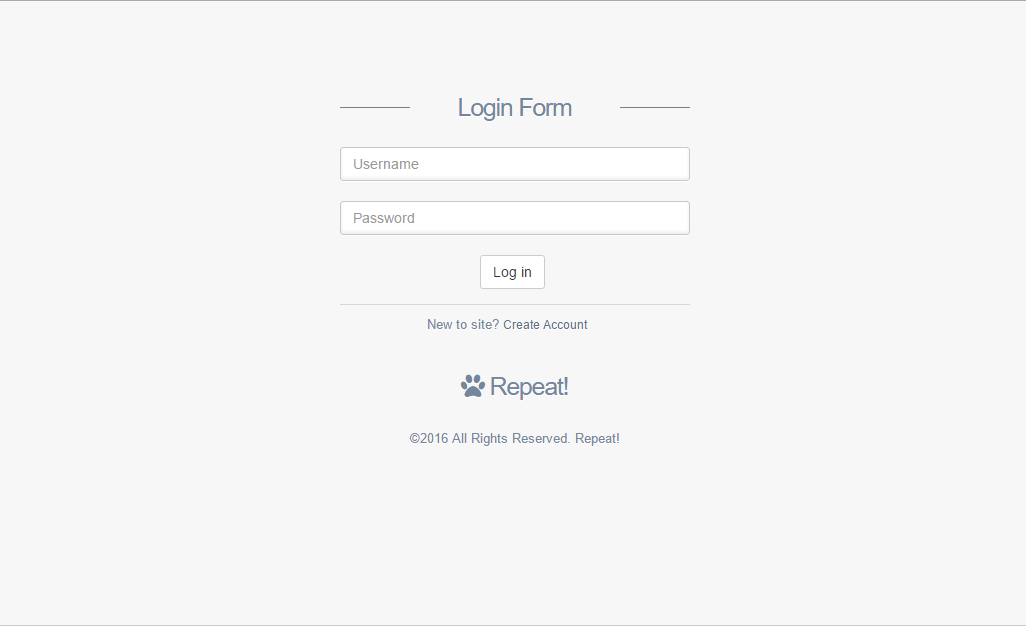 Login Form
Username
Password
Log in
New to site? Create Account
Repeat!
©2016 All Rights Reserved. Repeat!